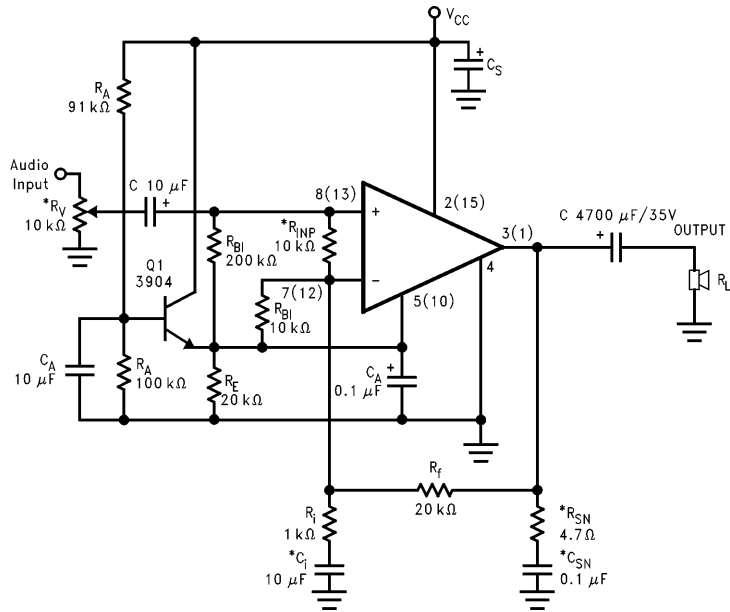 V_CC
+
C_S
R_A
91 kΩ
Audio
Input
*R_V
10 kΩ
C 10 μF
+
8(13)
+
2(15)
*R_INP
10 kΩ
R_BI
200 kΩ
Q1
3904
7(12)
−
R_BI
10 kΩ
3(1)
4
5(10)
C 4700 μF/35V
+
OUTPUT
R_L
C_A
10 μF
R_A
100 kΩ
R_E
20 kΩ
C_A
+
0.1 μF
R_f
20 kΩ
R_i
1 kΩ
*C_i
10 μF
*R_SN
4.7Ω
*C_SN
0.1 μF